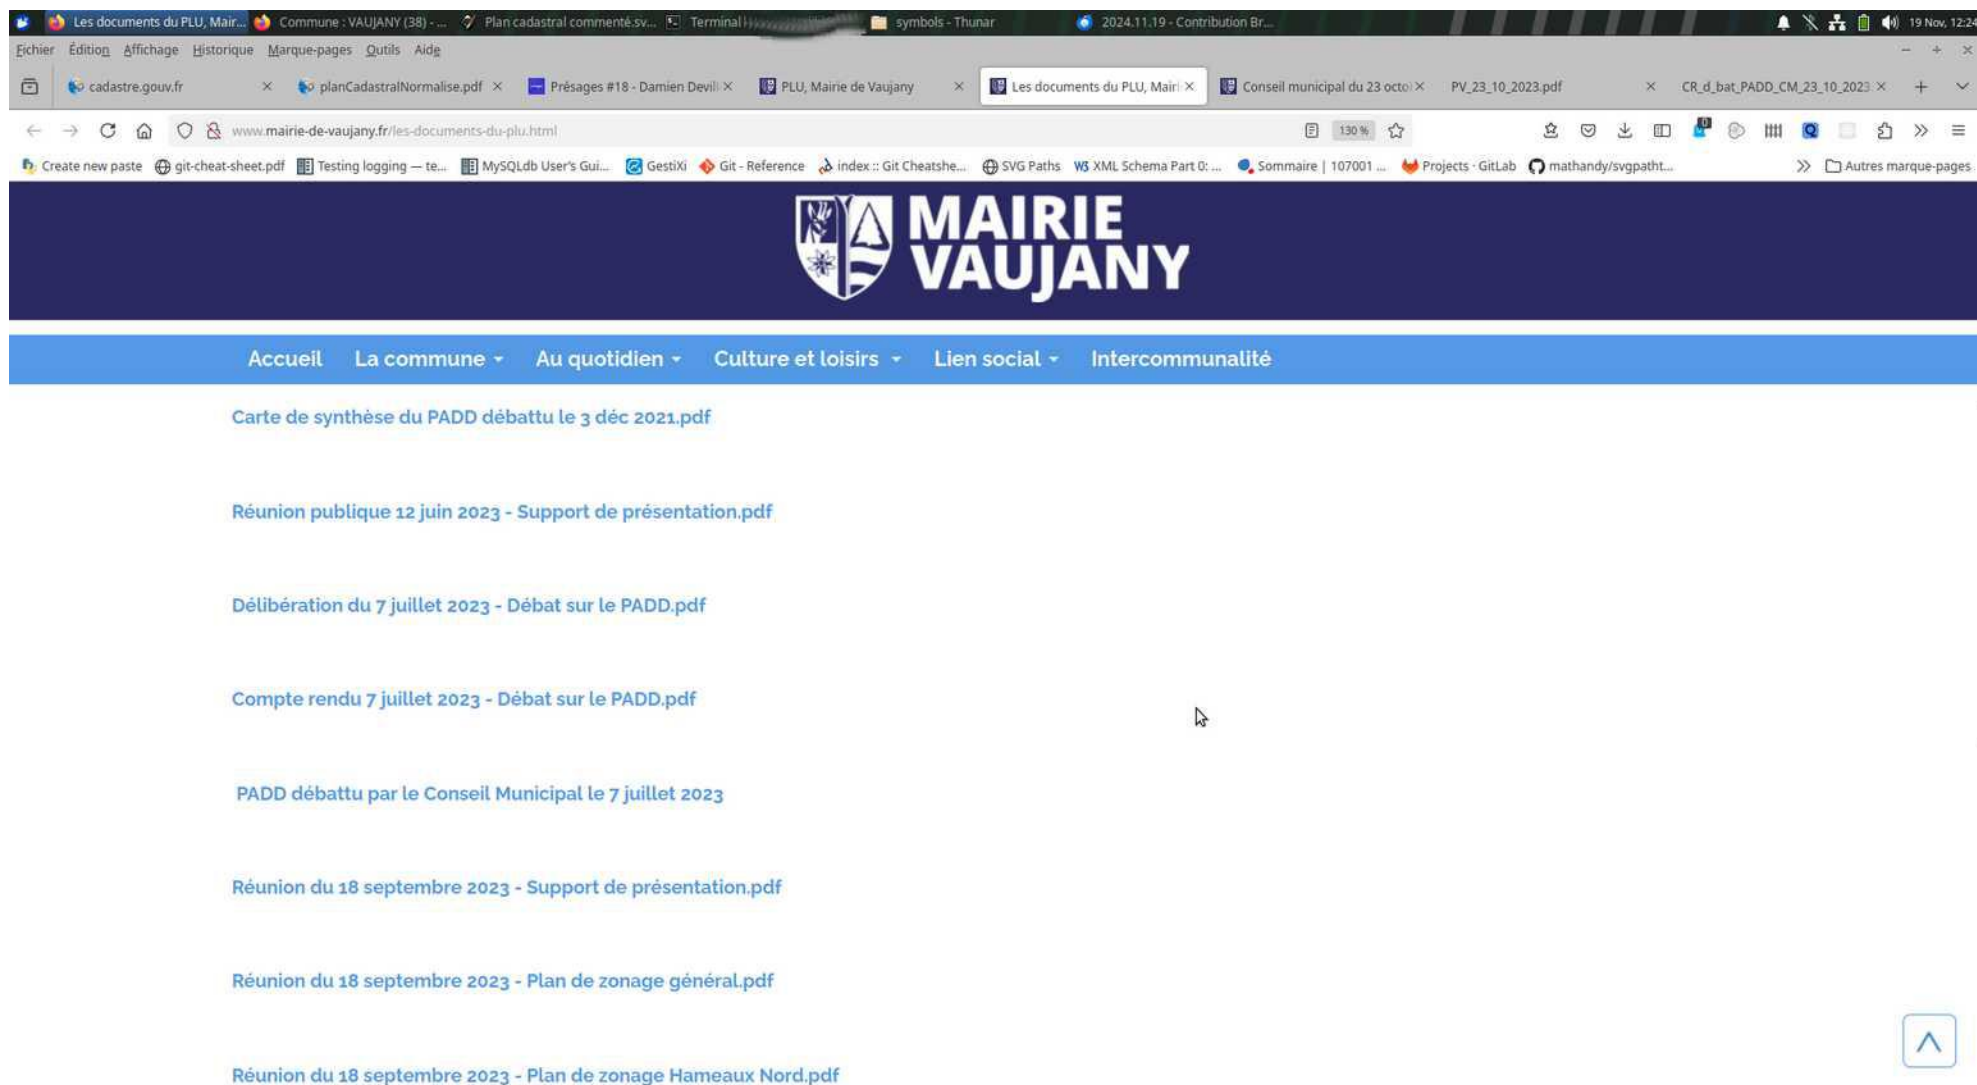 Les documents du PLU, Mair... Commune : VAUJANY (38) - ... Plan cadastral commenté.sv... Terminal symbols - Thunar 2024.11.19 - Contribution Br... 19 Nov, 12:24
Fichier Édition Affichage Historique Marque-pages Outils Aide
cadastre.gouv.fr planCadastralNormalise.pdf Présages #18 - Damien Devill PLU, Mairie de Vaujany Les documents du PLU, Mairi Conseil municipal du 23 octo PV_23_10_2023.pdf CR_d_bat_PADD_CM_23_10_2023
www.mairie-de-vaujany.fr/les-documents-du-plu.html 130 %
Create new paste git-cheat-sheet.pdf Testing logging — te... MySQLdb User's Gui... GestiXi Git - Reference index :: Git Cheatshe... SVG Paths W3 XML Schema Part 0: ... Sommaire | 107001 ... Projects · GitLab mathandy/svgpatht... Autres marque-pages
MAIRIE
VAUJANY
Accueil La commune Au quotidien Culture et loisirs Lien social Intercommunalité
Carte de synthèse du PADD débattu le 3 déc 2021.pdf
Réunion publique 12 juin 2023 - Support de présentation.pdf
Délibération du 7 juillet 2023 - Débat sur le PADD.pdf
Compte rendu 7 juillet 2023 - Débat sur le PADD.pdf
PADD débattu par le Conseil Municipal le 7 juillet 2023
Réunion du 18 septembre 2023 - Support de présentation.pdf
Réunion du 18 septembre 2023 - Plan de zonage général.pdf
Réunion du 18 septembre 2023 - Plan de zonage Hameaux Nord.pdf